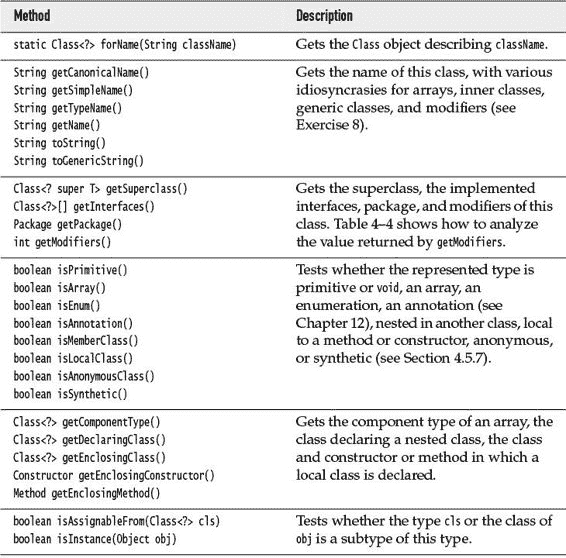 Method Description
static Class<?> forName(String className) Gets the Class object describing className.
String getCanonicalName() Gets the name of this class, with various
String getSimpleName() idiosyncrasies for arrays, inner classes,
String getTypeName() generic classes, and modifiers (see
String getName() Exercise 8).
String toString()
String toGenericString()
Class<? super T> getSuperclass() Gets the superclass, the implemented
Class<?>[] getInterfaces() interfaces, package, and modifiers of this
Package getPackage() class. Table 4–4 shows how to analyze
int getModifiers() the value returned by getModifiers.
boolean isPrimitive() Tests whether the represented type is
boolean isArray() primitive or void, an array, an
boolean isEnum() enumeration, an annotation (see
boolean isAnnotation() Chapter 12), nested in another class, local
boolean isMemberClass() to a method or constructor, anonymous,
boolean isLocalClass() or synthetic (see Section 4.5.7).
boolean isAnonymousClass()
boolean isSynthetic()
Class<?> getComponentType() Gets the component type of an array, the
Class<?> getDeclaringClass() class declaring a nested class, the class
Class<?> getEnclosingClass() and constructor or method in which a
Constructor getEnclosingConstructor() local class is declared.
Method getEnclosingMethod()
boolean isAssignableFrom(Class<?> cls) Tests whether the type cls or the class of
boolean isInstance(Object obj) obj is a subtype of this type.